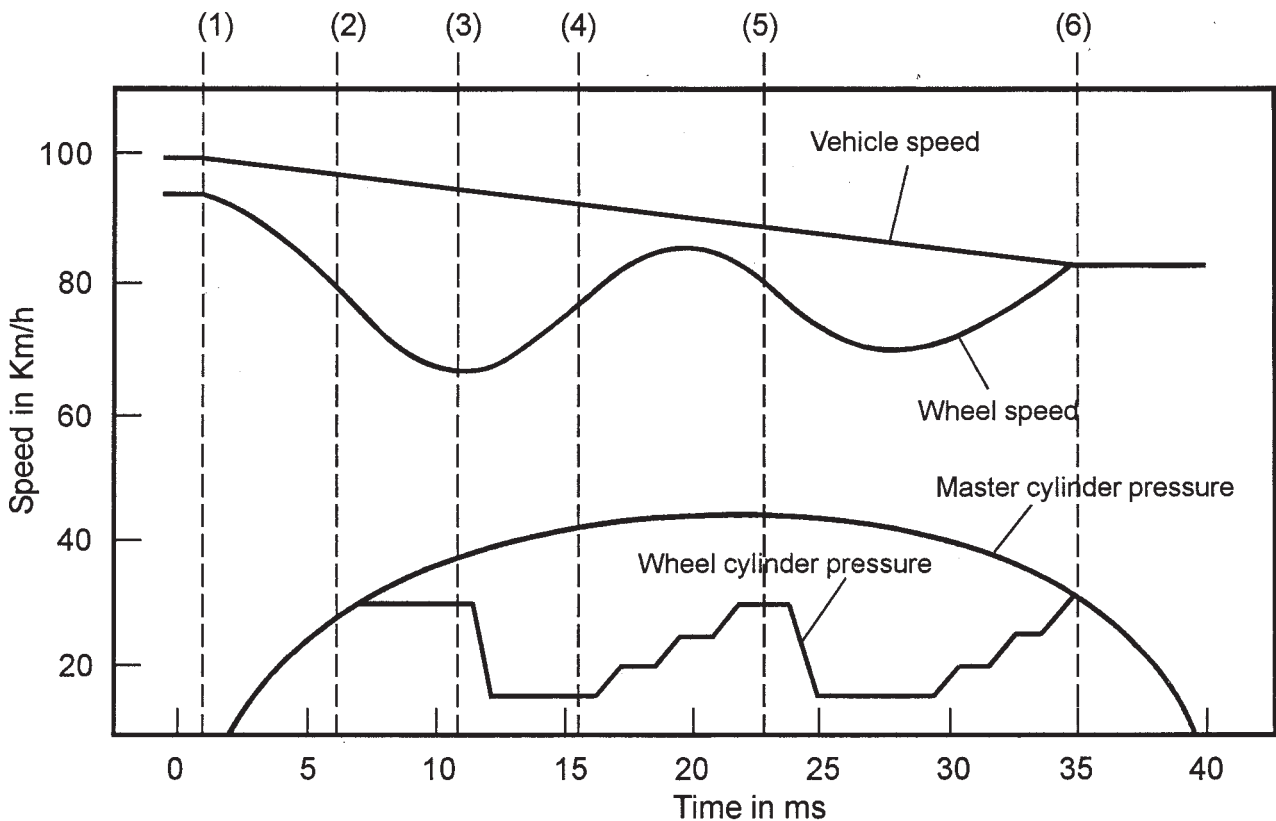 (1) (2) (3) (4) (5) (6)
100
Vehicle speed
80
Wheel speed
60
Master cylinder pressure
40
Wheel cylinder pressure
20
Speed in Km/h
0 5 10 15 20 25 30 35 40
Time in ms